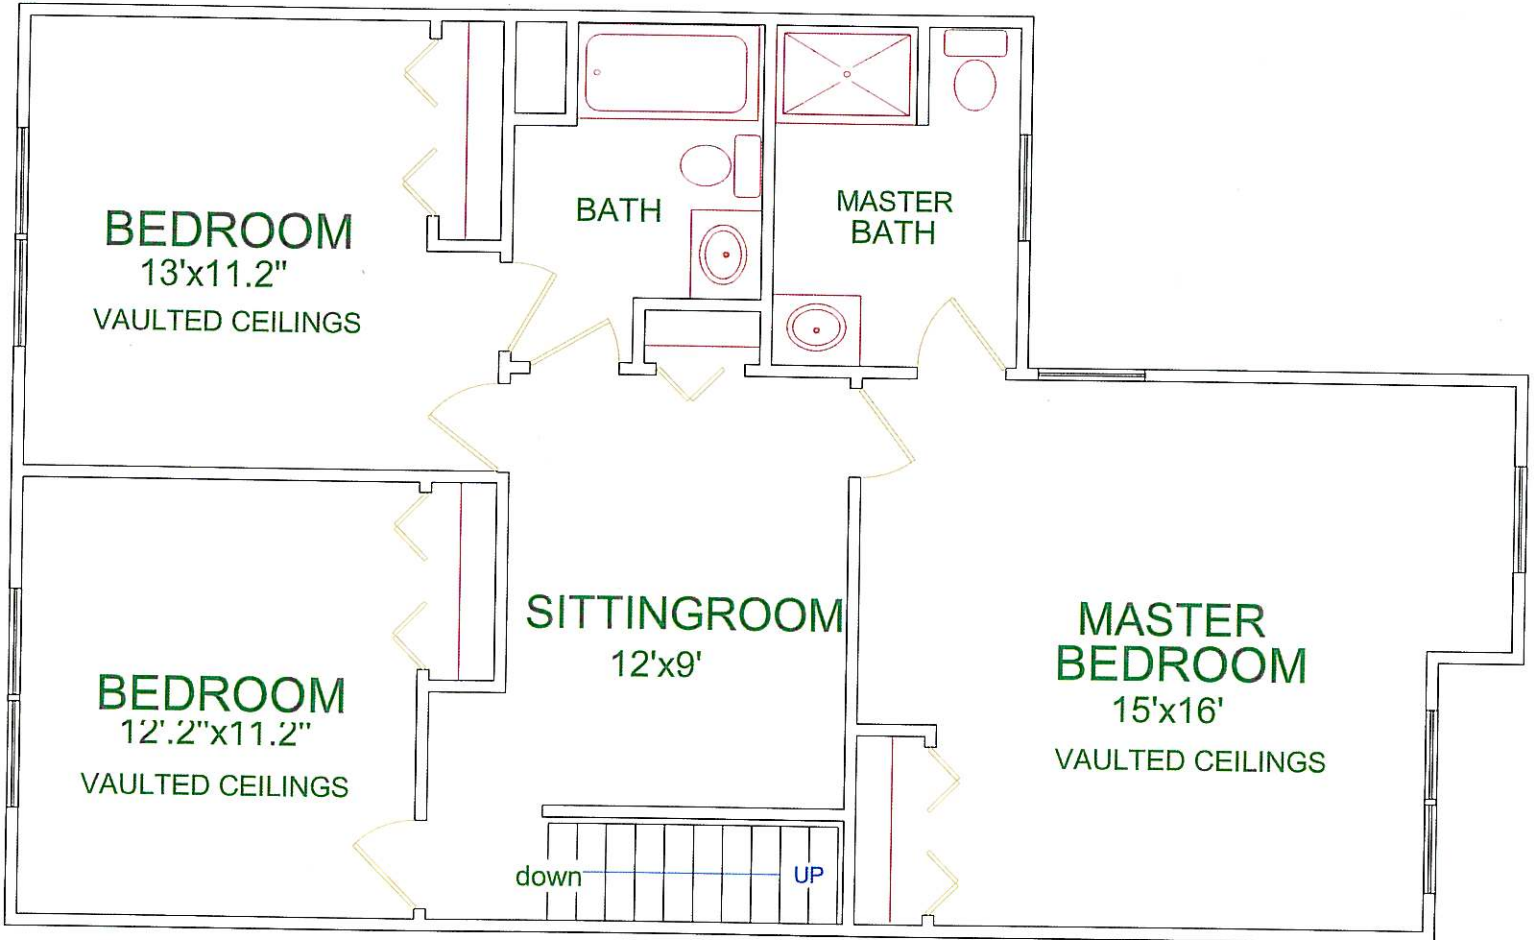 BEDROOM
13'x11.2"
VAULTED CEILINGS
BATH
MASTER
BATH
BEDROOM
12'.2"x11.2"
VAULTED CEILINGS
SITTINGROOM
12'x9'
MASTER
BEDROOM
15'x16'
VAULTED CEILINGS
down
UP